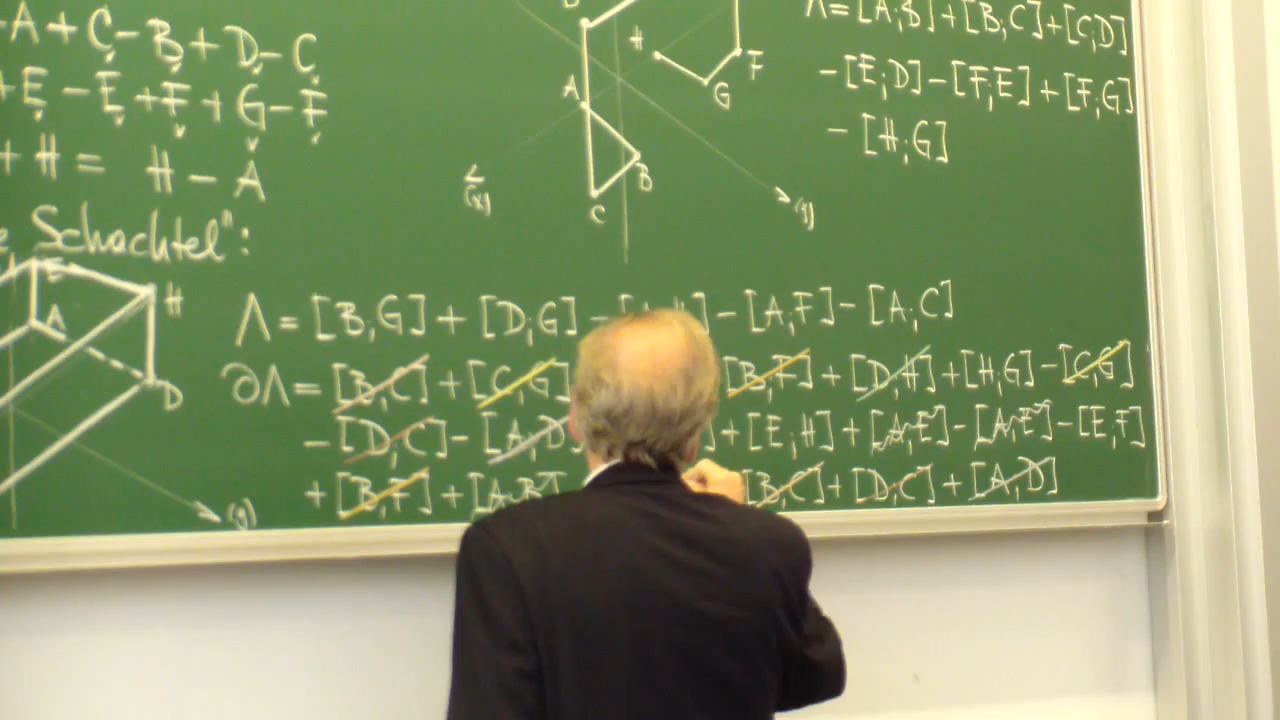 -A + C - B + D - C
+ E - E + F + G - F
+ H = H - A
e Schachtel":
B
H
F
G
A
B
C
(x)
(y)
Λ = [A;B] + [B,C] + [C;D]
- [E;D] - [F;E] + [F,G]
- [H;G]
E
H
A
D
(y)
Λ = [B,G] + [D;G] - [A;H] - [A,F] - [A,C]
∂Λ = [B,C] + [C,G] [B,F] + [D,H] + [H,G] - [C,G]
- [D,C] - [A,D] + [E,H] + [A,E] - [A,E] - [E,F]
+ [B,F] + [A,B] [B,C] + [D,C] + [A,D]